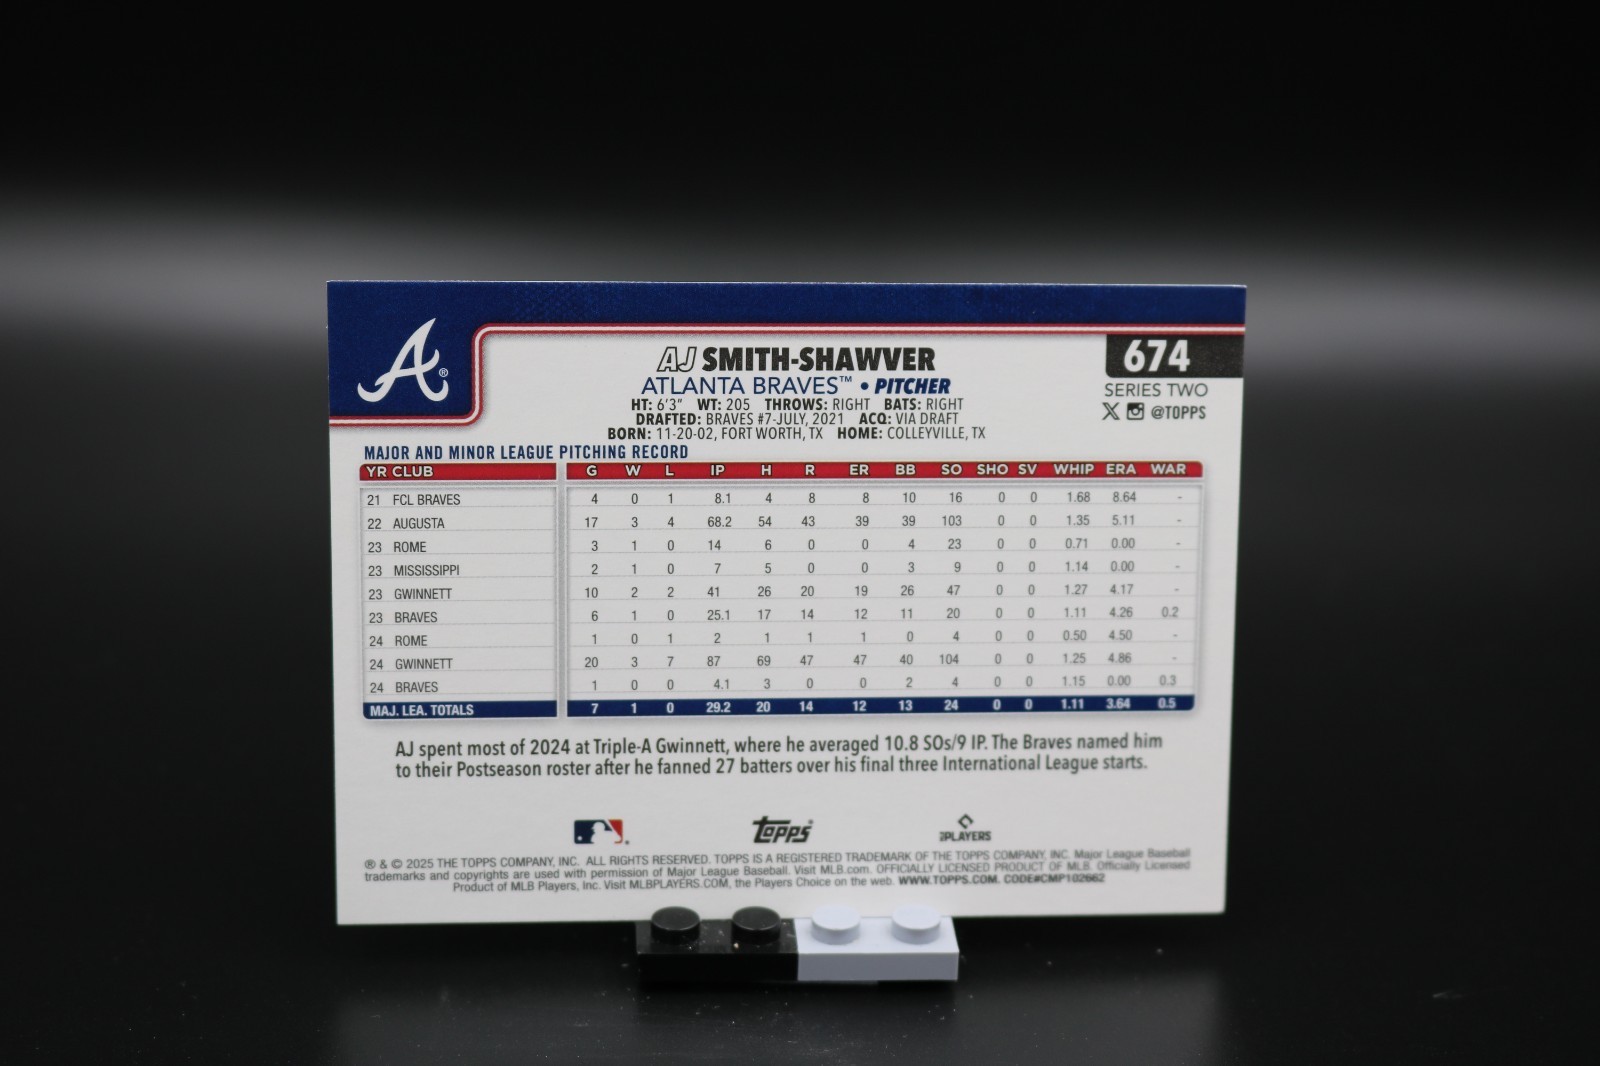 A®
674
AJ SMITH-SHAWVER
ATLANTA BRAVES™ • PITCHER
SERIES TWO
HT: 6'3" WT: 205 THROWS: RIGHT BATS: RIGHT
@TOPPS
DRAFTED: BRAVES #7-JULY, 2021 ACQ: VIA DRAFT
BORN: 11-20-02, FORT WORTH, TX HOME: COLLEYVILLE, TX
MAJOR AND MINOR LEAGUE PITCHING RECORD
YR CLUB G W L IP H R ER BB SO SHO SV WHIP ERA WAR
21 FCL BRAVES 4 0 1 8.1 4 8 8 10 16 0 0 1.68 8.64 -
22 AUGUSTA 17 3 4 68.2 54 43 39 39 103 0 0 1.35 5.11 -
23 ROME 3 1 0 14 6 0 0 4 23 0 0 0.71 0.00 -
23 MISSISSIPPI 2 1 0 7 5 0 0 3 9 0 0 1.14 0.00 -
23 GWINNETT 10 2 2 41 26 20 19 26 47 0 0 1.27 4.17 -
23 BRAVES 6 1 0 25.1 17 14 12 11 20 0 0 1.11 4.26 0.2
24 ROME 1 0 1 2 1 1 1 0 4 0 0 0.50 4.50 -
24 GWINNETT 20 3 7 87 69 47 47 40 104 0 0 1.25 4.86 -
24 BRAVES 1 0 0 4.1 3 0 0 2 4 0 0 1.15 0.00 0.3
MAJ. LEA. TOTALS 7 1 0 29.2 20 14 12 13 24 0 0 1.11 3.64 0.5
AJ spent most of 2024 at Triple-A Gwinnett, where he averaged 10.8 SOs/9 IP. The Braves named him
to their Postseason roster after he fanned 27 batters over his final three International League starts.
Topps®
PLAYERS
® & © 2025 THE TOPPS COMPANY, INC. ALL RIGHTS RESERVED. TOPPS IS A REGISTERED TRADEMARK OF THE TOPPS COMPANY, INC. Major League Baseball
trademarks and copyrights are used with permission of Major League Baseball. Visit MLB.com. OFFICIALLY LICENSED PRODUCT OF MLB. Officially Licensed
Product of MLB Players, Inc. Visit MLBPLAYERS.COM, the Players Choice on the web. WWW.TOPPS.COM. CODE#CMP102662